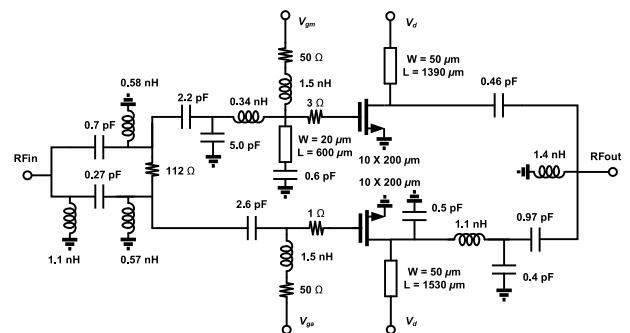 Vgm
Vd
50 Ω
W = 50 µm
L = 1390 µm
0.58 nH
1.5 nH
0.46 pF
2.2 pF
0.34 nH
3 Ω
0.7 pF
5.0 pF
W = 20 µm
L = 600 µm
10 X 200 µm
1.4 nH
RFout
RFin
0.27 pF
112 Ω
0.6 pF
10 X 200 µm
0.5 pF
2.6 pF
1 Ω
1.1 nH
0.97 pF
1.1 nH
0.57 nH
1.5 nH
W = 50 µm
L = 1530 µm
0.4 pF
50 Ω
Vga
Vd